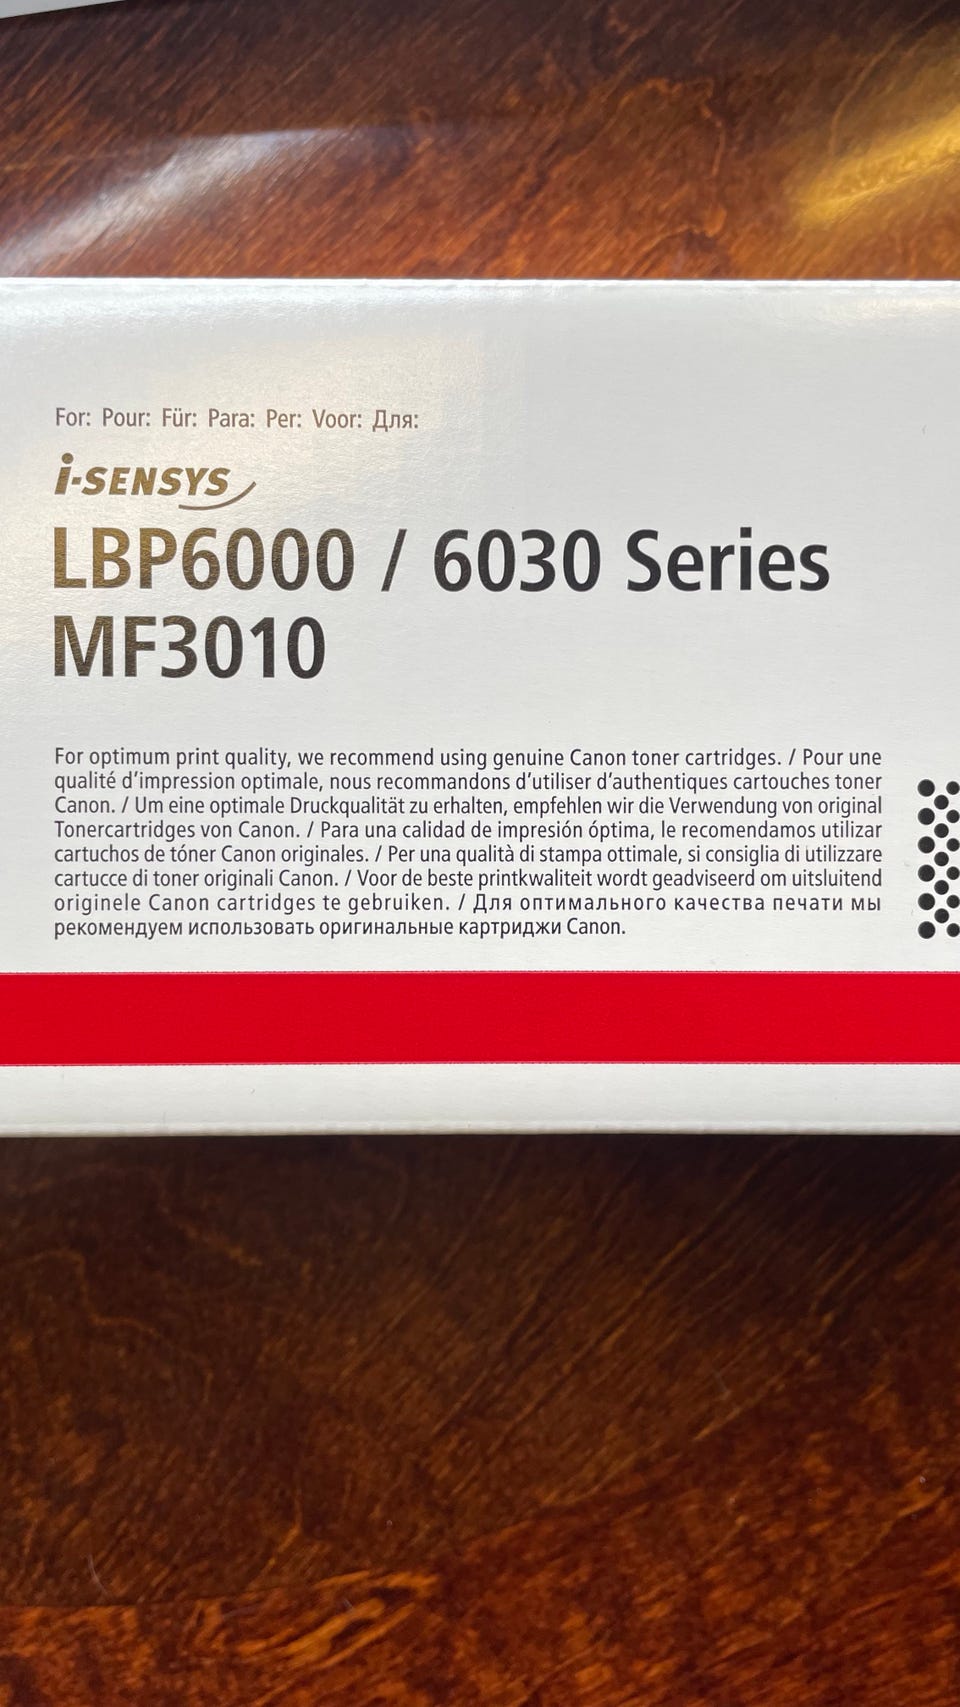 For: Pour: Für: Para: Per: Voor: Для:
i-SENSYS
LBP6000 / 6030 Series
MF3010
For optimum print quality, we recommend using genuine Canon toner cartridges. / Pour une
qualité d'impression optimale, nous recommandons d'utiliser d'authentiques cartouches toner
Canon. / Um eine optimale Druckqualität zu erhalten, empfehlen wir die Verwendung von original
Tonercartridges von Canon. / Para una calidad de impresión óptima, le recomendamos utilizar
cartuchos de tóner Canon originales. / Per una qualità di stampa ottimale, si consiglia di utilizzare
cartucce di toner originali Canon. / Voor de beste printkwaliteit wordt geadviseerd om uitsluitend
originele Canon cartridges te gebruiken. / Для оптимального качества печати мы
рекомендуем использовать оригинальные картриджи Canon.